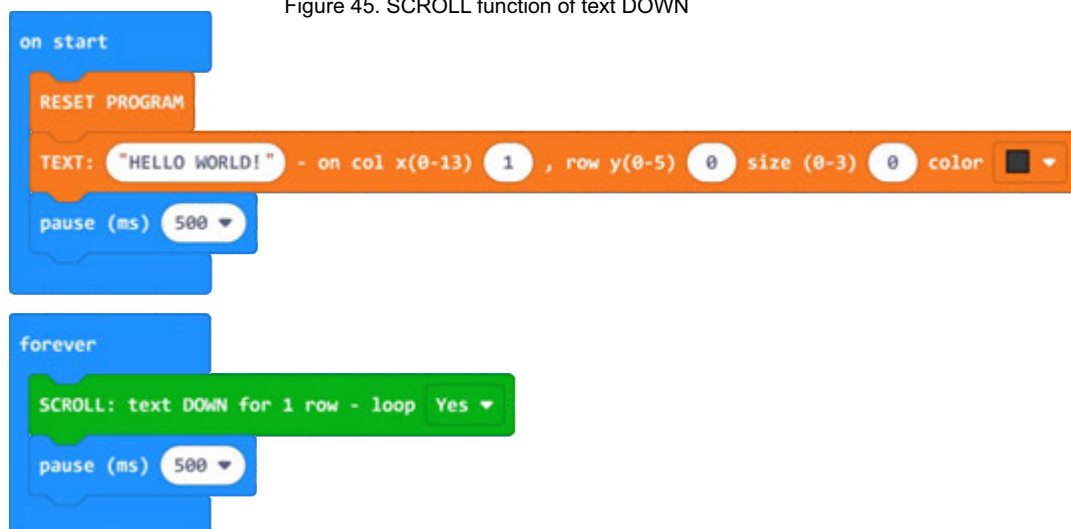 Figure 45. SCROLL function of text DOWN
on start
RESET PROGRAM
TEXT: "HELLO WORLD!" - on col x(0-13) 1 , row y(0-5) 0 size (0-3) 0 color
pause (ms) 500
forever
SCROLL: text DOWN for 1 row - loop Yes
pause (ms) 500